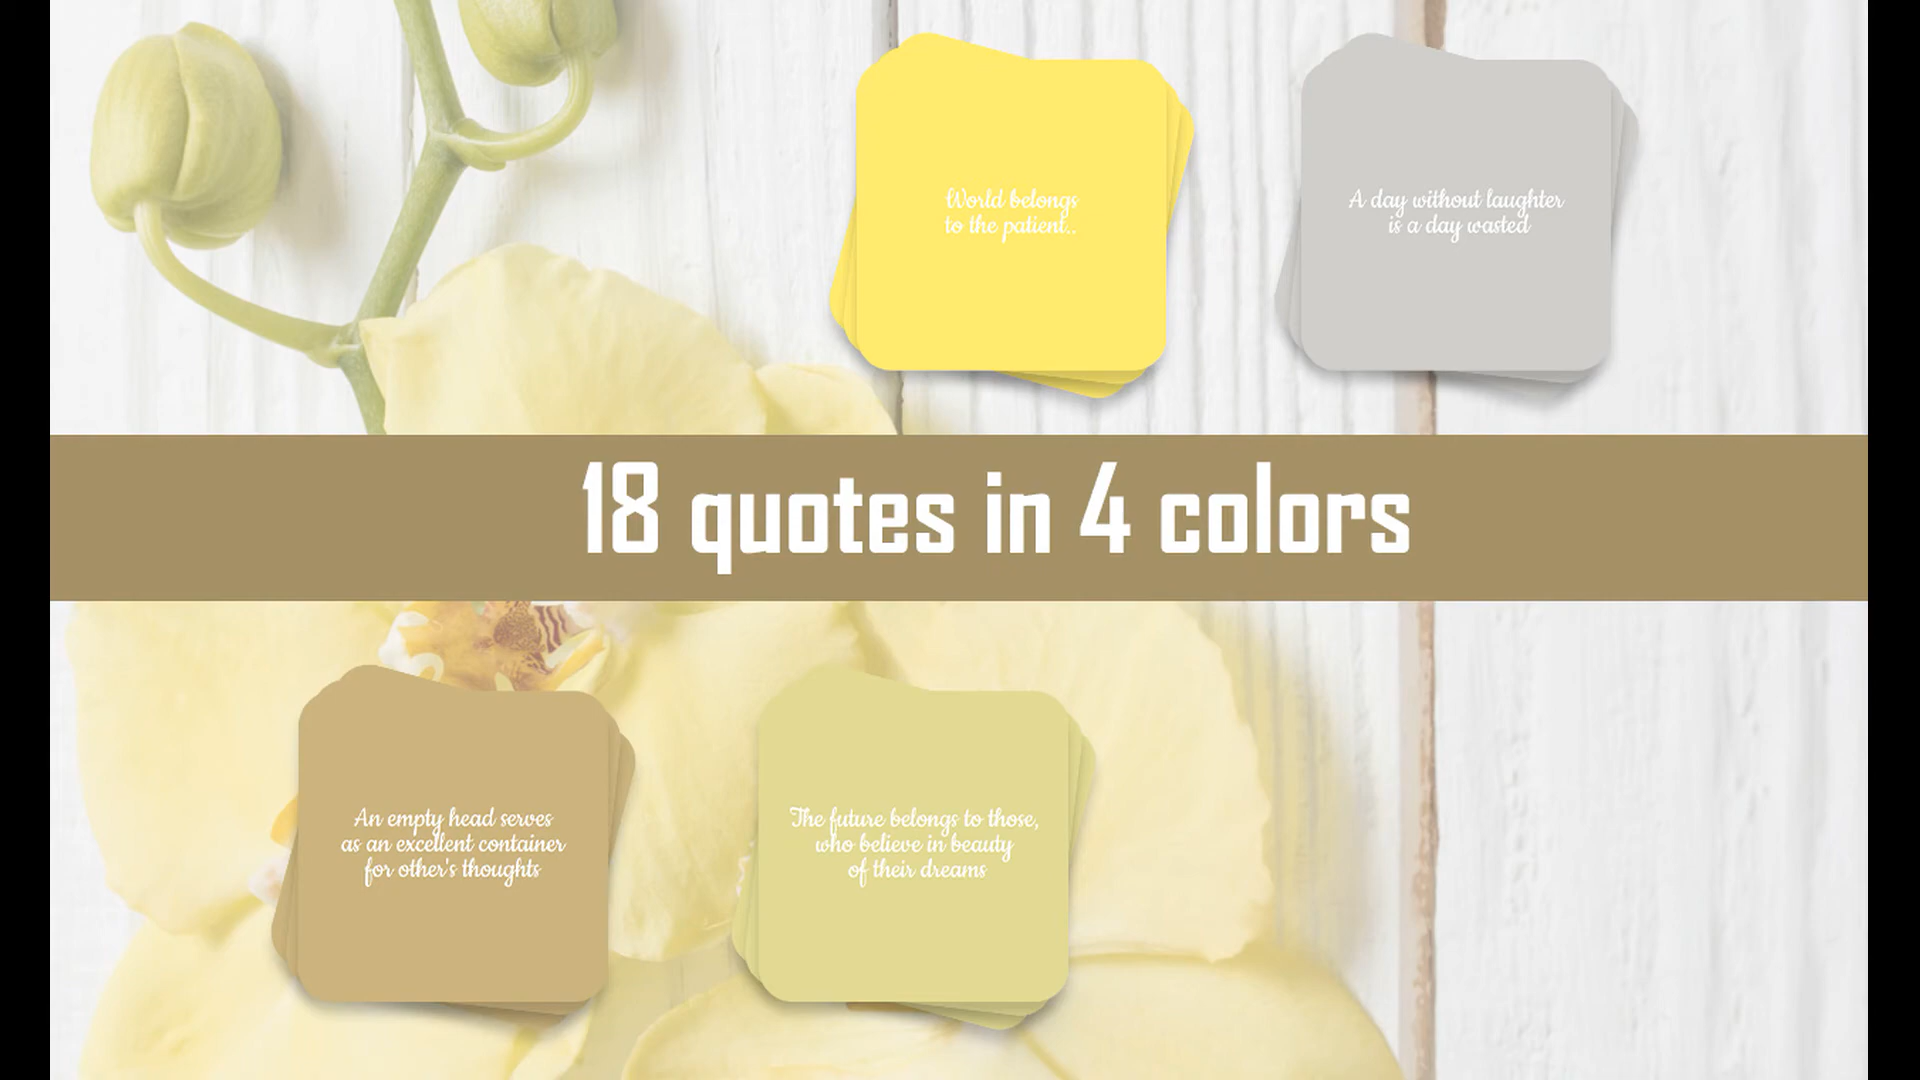 World belongs
to the patient..
A day without laughter
is a day wasted
18 quotes in 4 colors
An empty head serves
as an excellent container
for other's thoughts
The future belongs to those,
who believe in beauty
of their dreams